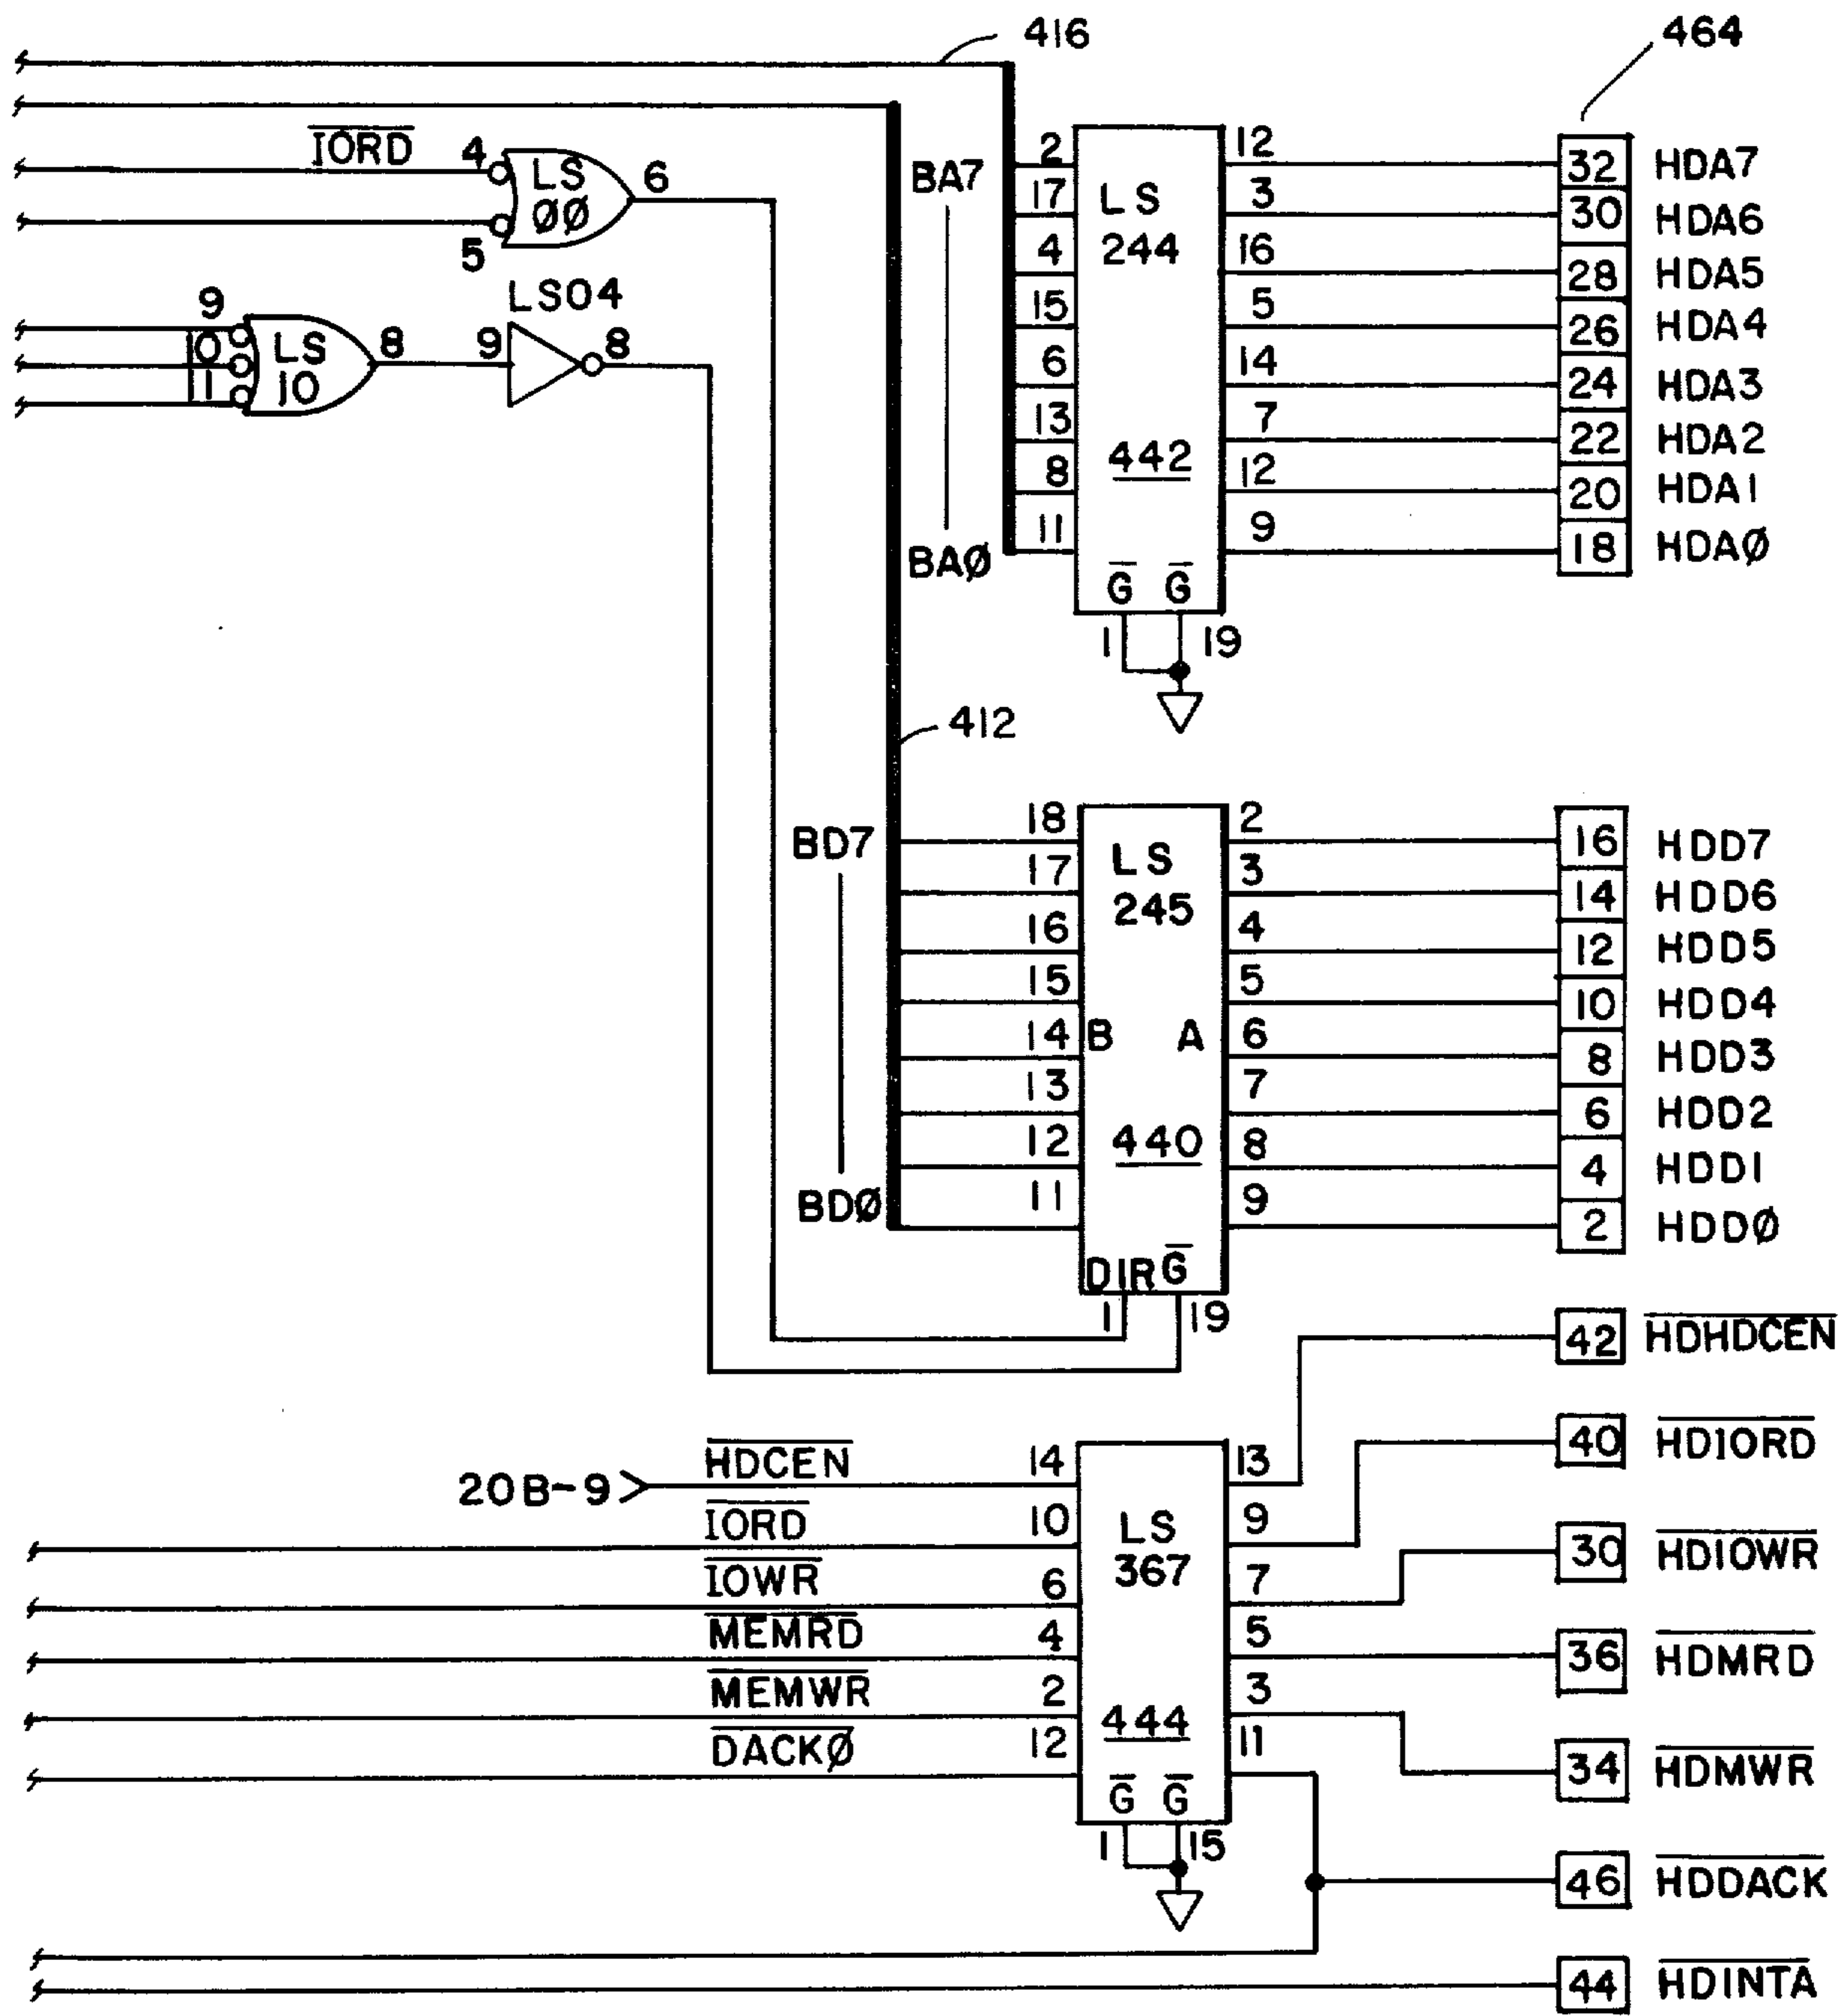 416
464
IORD
4
LS
ØØ
6
5
9
10
11
LS
10
8
LS04
9
8
BA7
BAØ
2
17
4
15
6
13
8
11
LS
244
442
G G
1
19
12
3
16
5
14
7
12
9
32 HDA7
30 HDA6
28 HDA5
26 HDA4
24 HDA3
22 HDA2
20 HDA1
18 HDAØ
412
BD7
BDØ
18
17
16
15
14
13
12
11
LS
245
B A
440
DIR G
1
19
2
3
4
5
6
7
8
9
16 HDD7
14 HDD6
12 HDD5
10 HDD4
8 HDD3
6 HDD2
4 HDD1
2 HDDØ
20B-9
HDCEN 14
IORD 10
IOWR 6
MEMRD 4
MEMWR 2
DACKØ 12
LS
367
444
G G
1
15
13
9
7
5
3
11
42 HDHDCEN
40 HDIORD
30 HDIOWR
36 HDMRD
34 HDMWR
46 HDDACK
44 HDINTA